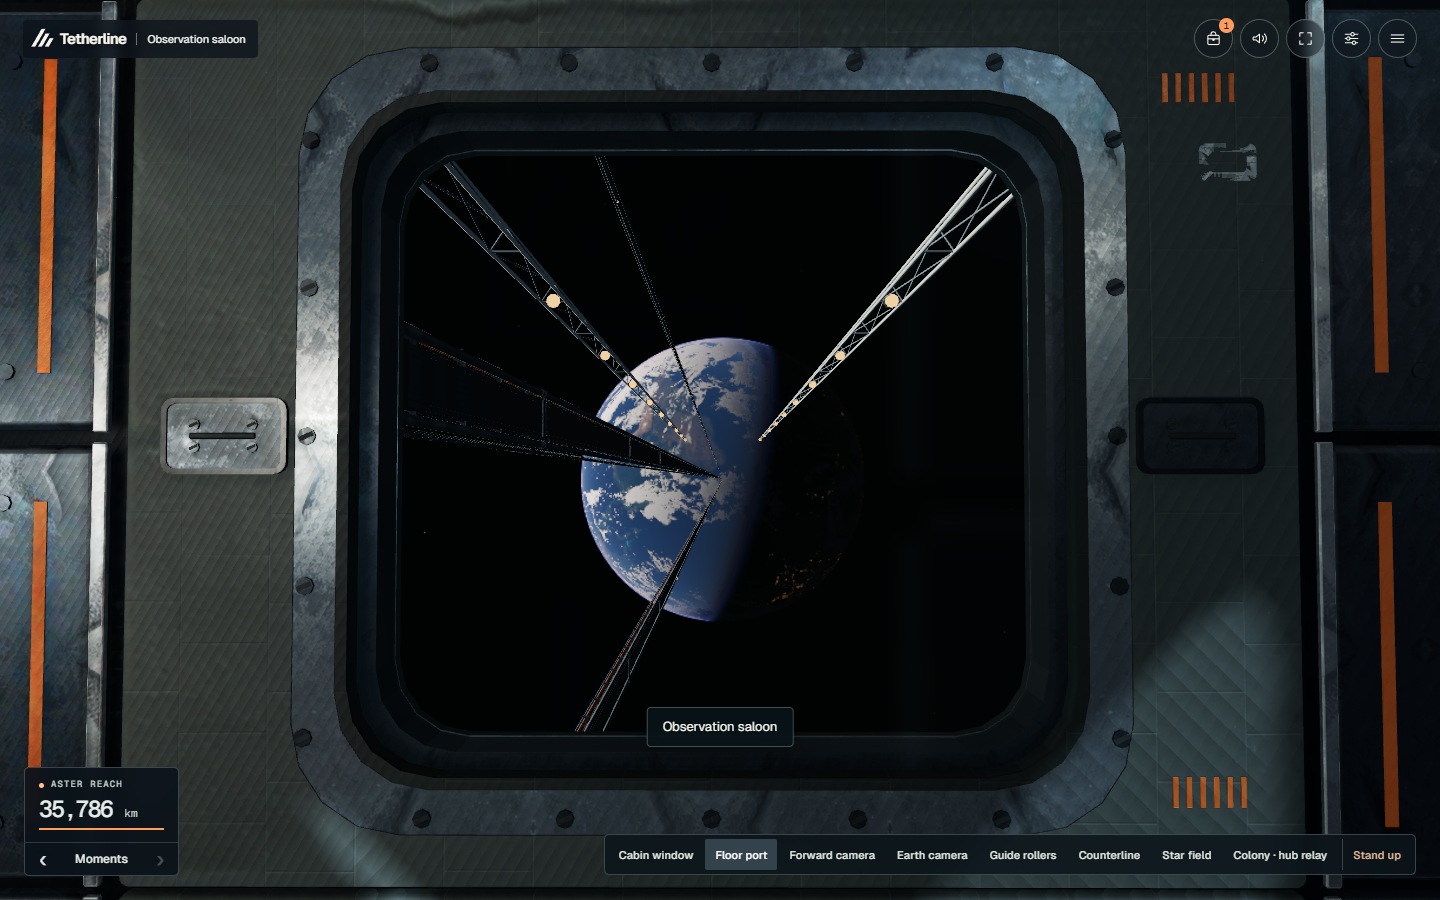 Tetherline
Observation saloon
1
Observation saloon
ASTER REACH
35,786 km
Moments
Cabin window
Floor port
Forward camera
Earth camera
Guide rollers
Counterline
Star field
Colony · hub relay
Stand up